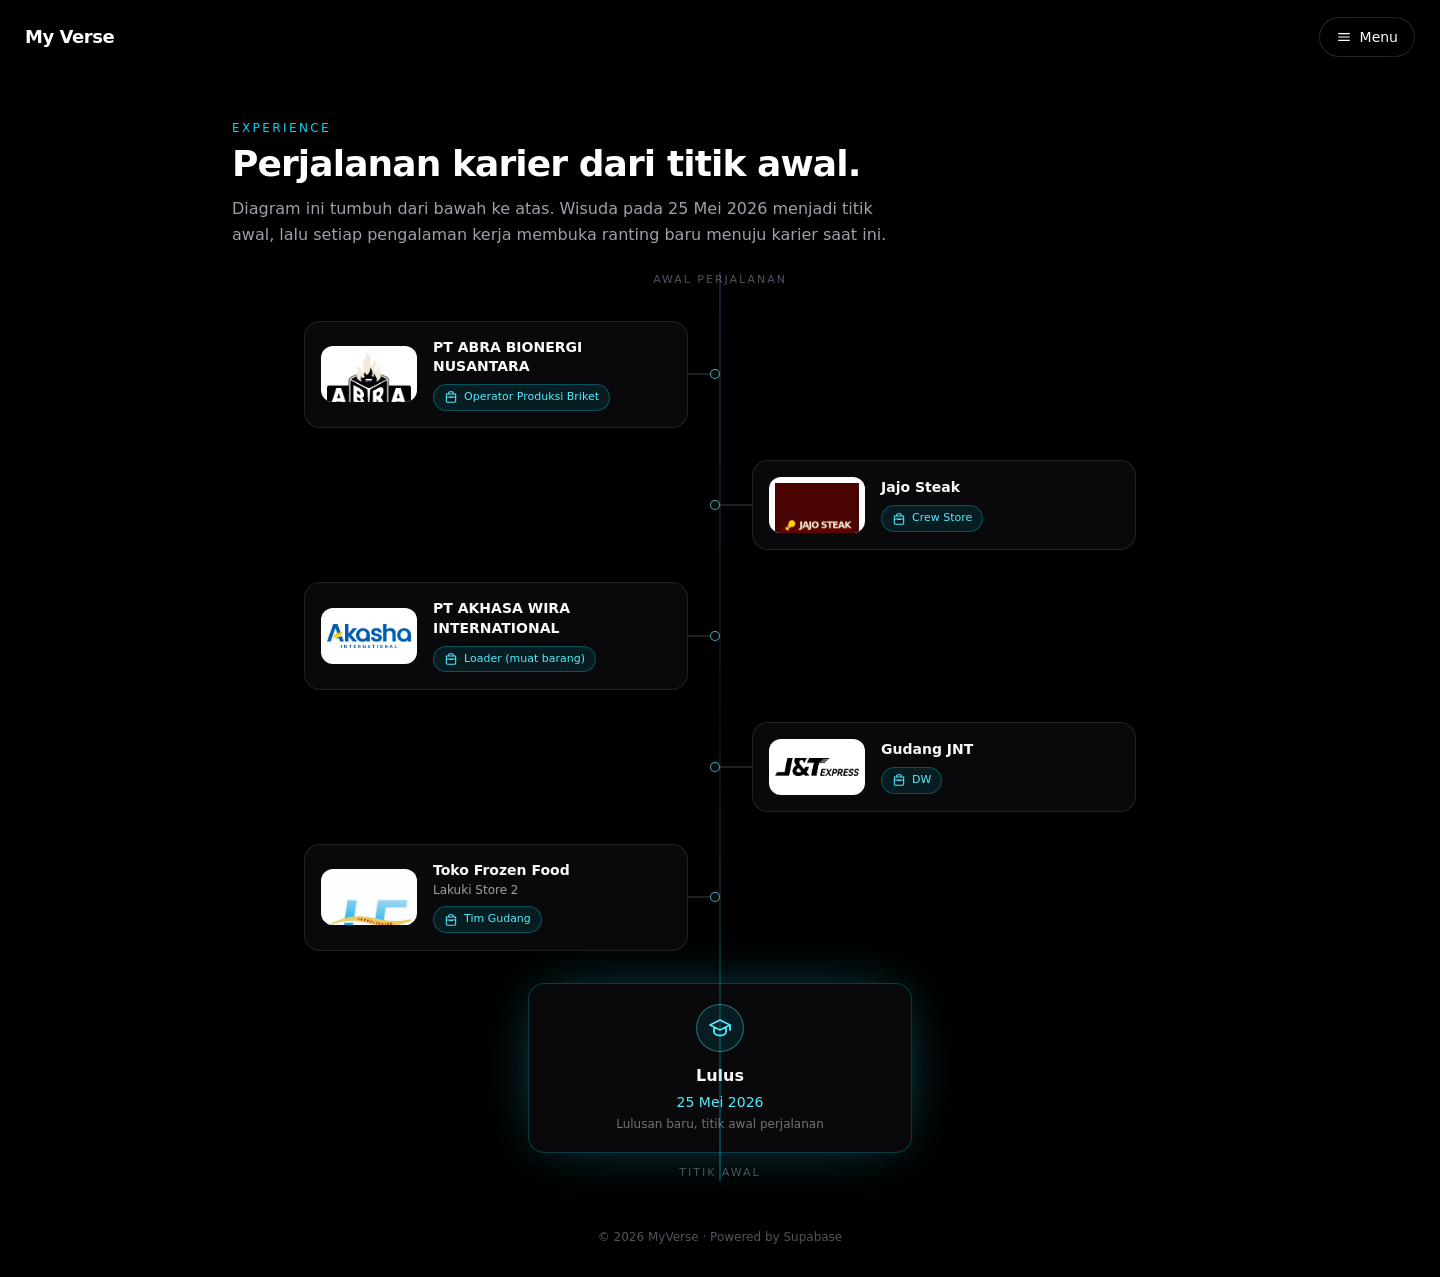 My Verse
Menu
EXPERIENCE
Perjalanan karier dari titik awal.
Diagram ini tumbuh dari bawah ke atas. Wisuda pada 25 Mei 2026 menjadi titik
awal, lalu setiap pengalaman kerja membuka ranting baru menuju karier saat ini.
AWAL PERJALANAN
ABRA
PT ABRA BIONERGI
NUSANTARA
Operator Produksi Briket
JAJO STEAK
Jajo Steak
Crew Store
Akasha
INTERNATIONAL
PT AKHASA WIRA
INTERNATIONAL
Loader (muat barang)
J&T EXPRESS
Gudang JNT
DW
LF
Toko Frozen Food
Lakuki Store 2
Tim Gudang
Lulus
25 Mei 2026
Lulusan baru, titik awal perjalanan
TITIK AWAL
© 2026 MyVerse · Powered by Supabase